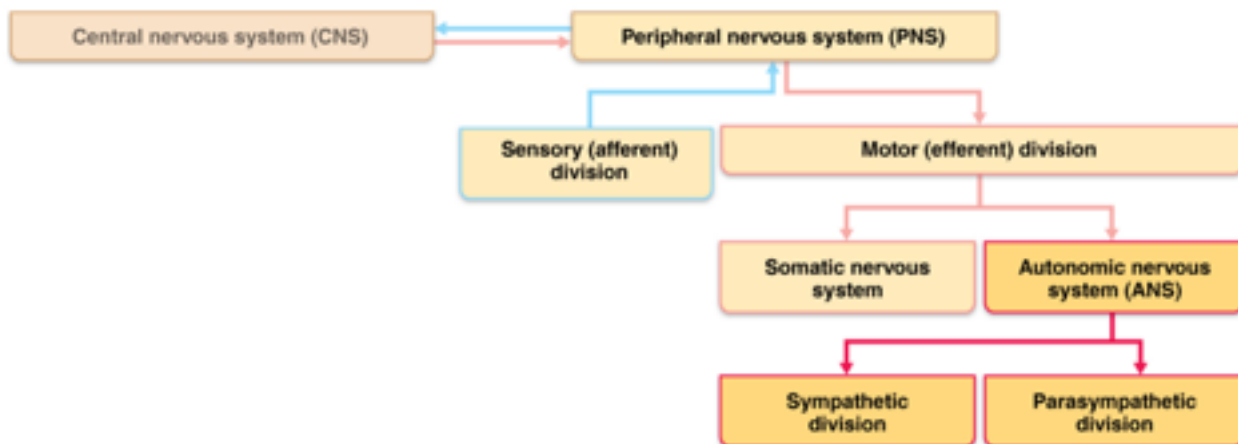 Central nervous system (CNS)
Peripheral nervous system (PNS)
Sensory (afferent)
division
Motor (efferent) division
Somatic nervous
system
Autonomic nervous
system (ANS)
Sympathetic
division
Parasympathetic
division